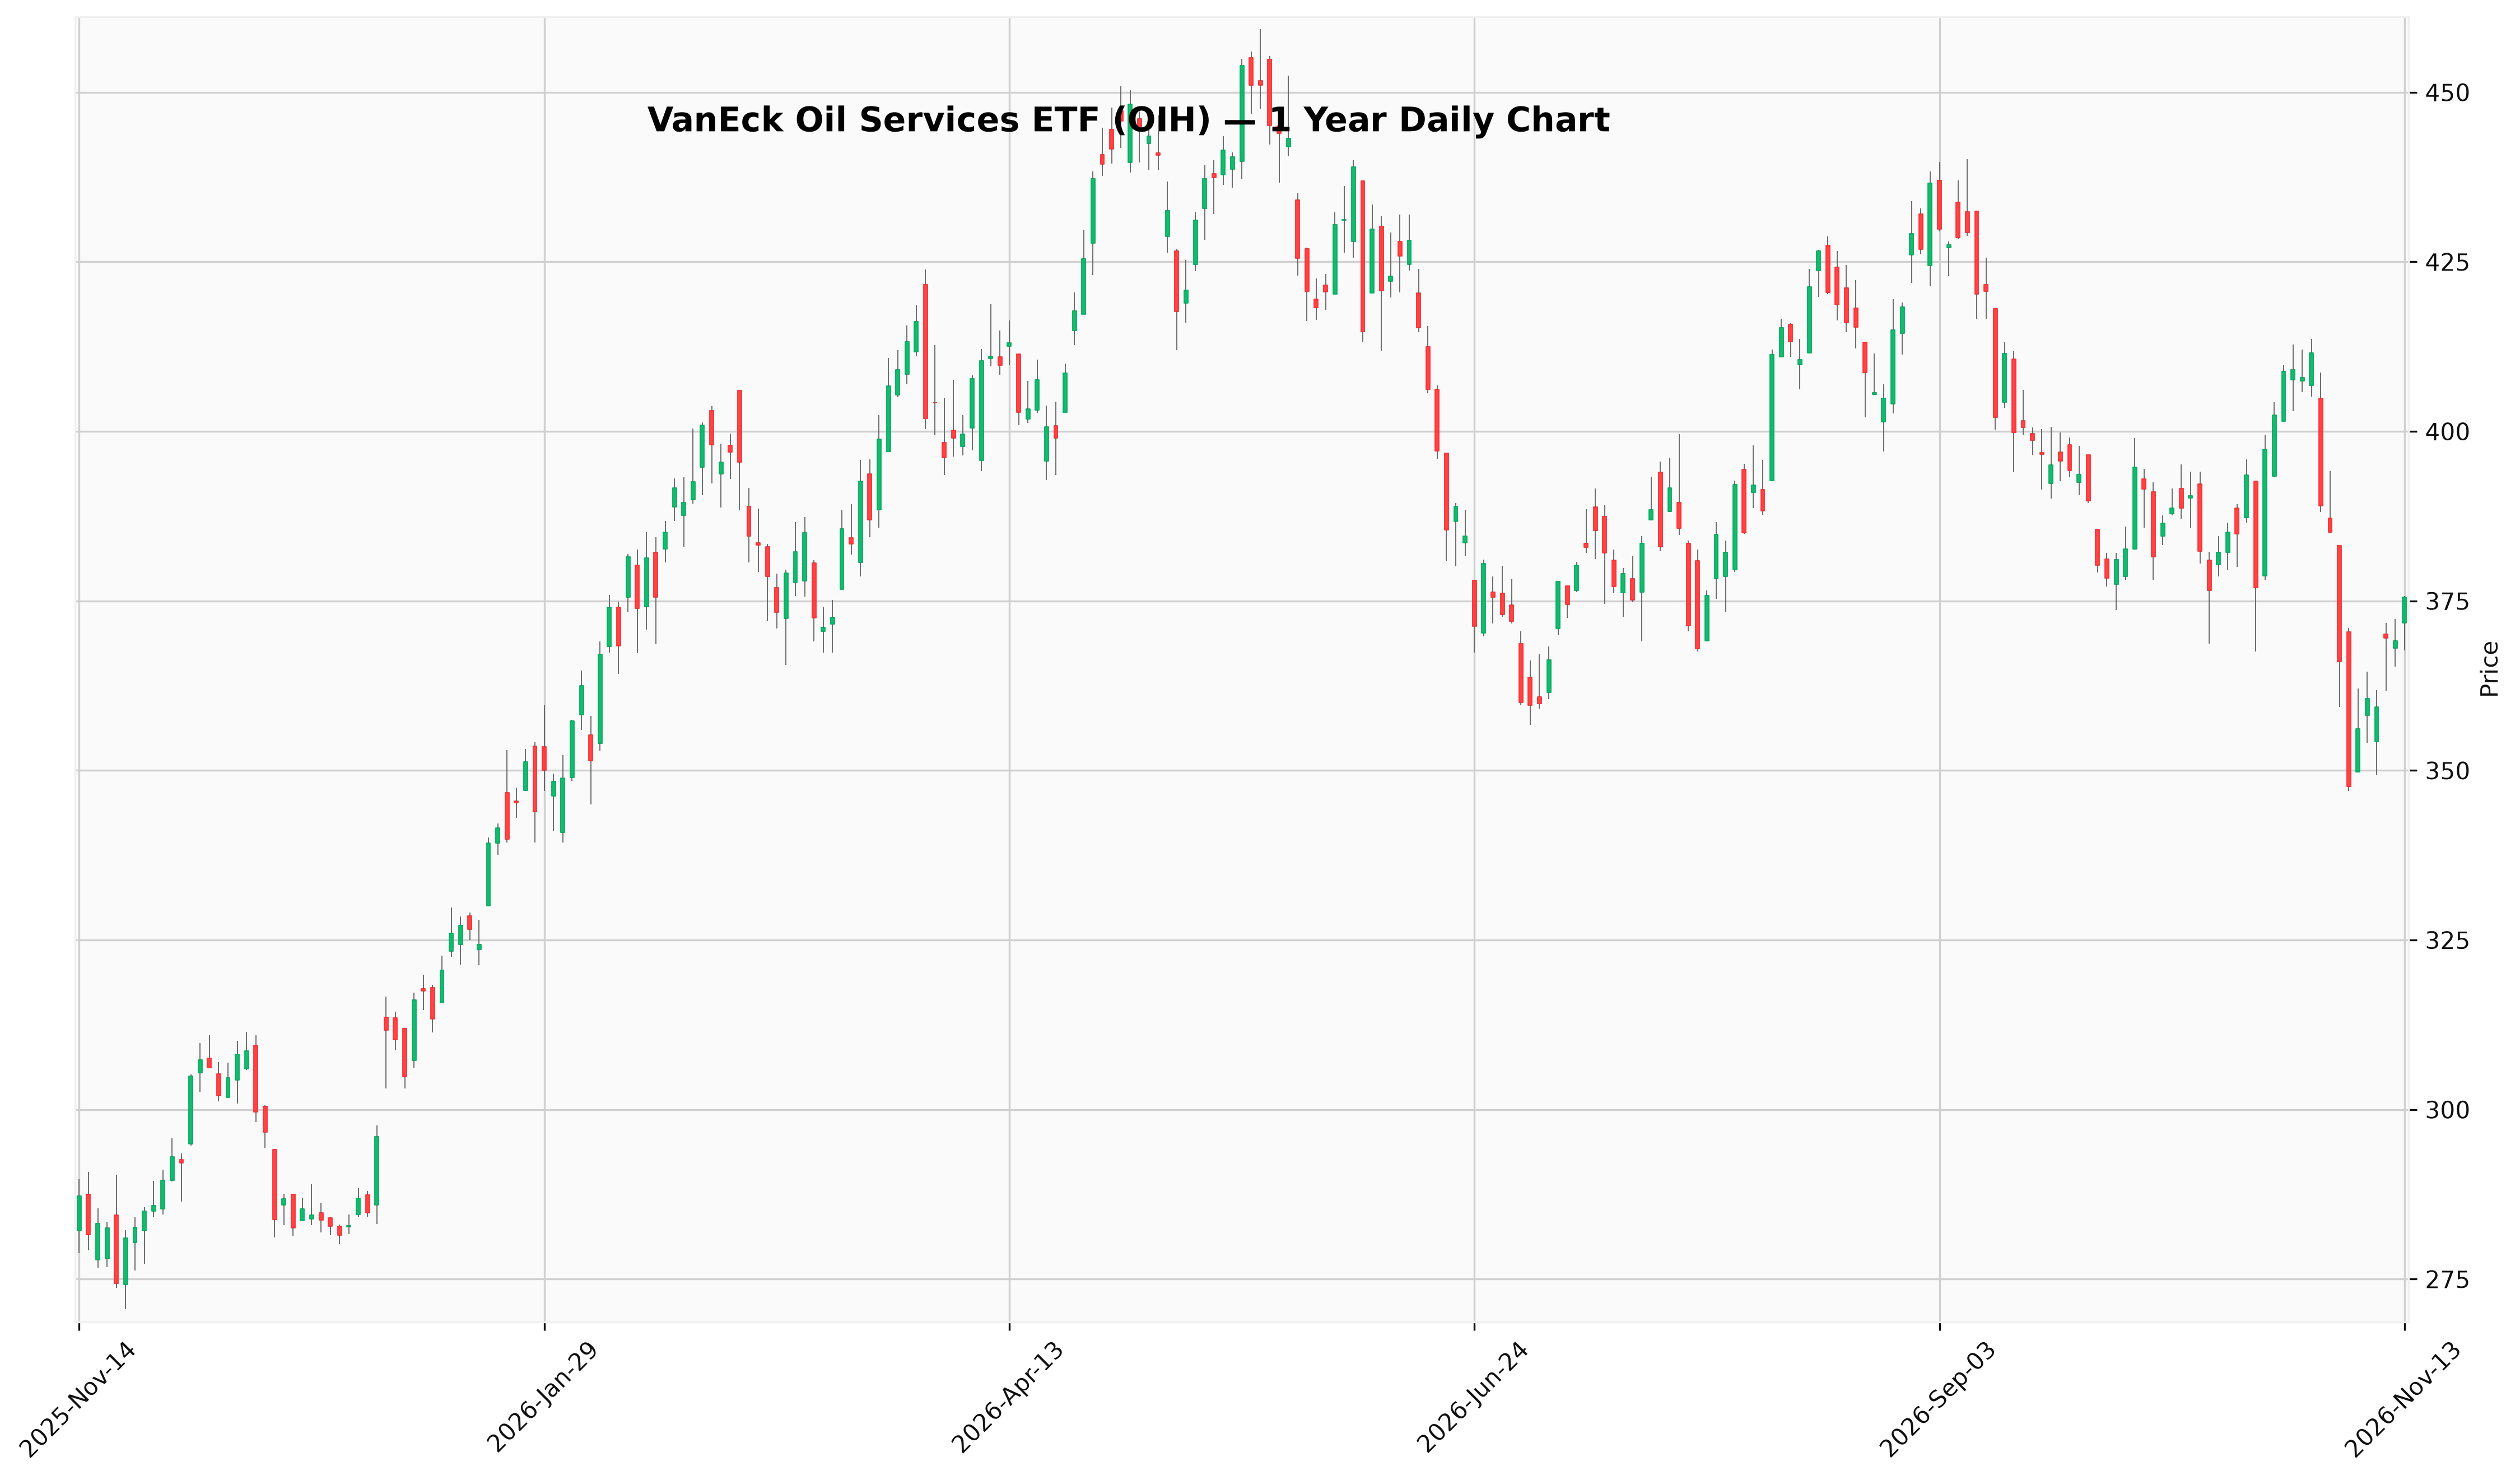 VanEck Oil Services ETF (OIH) — 1 Year Daily Chart
450
425
400
375
350
325
300
275
Price
2025-Nov-14
2026-Jan-29
2026-Apr-13
2026-Jun-24
2026-Sep-03
2026-Nov-13